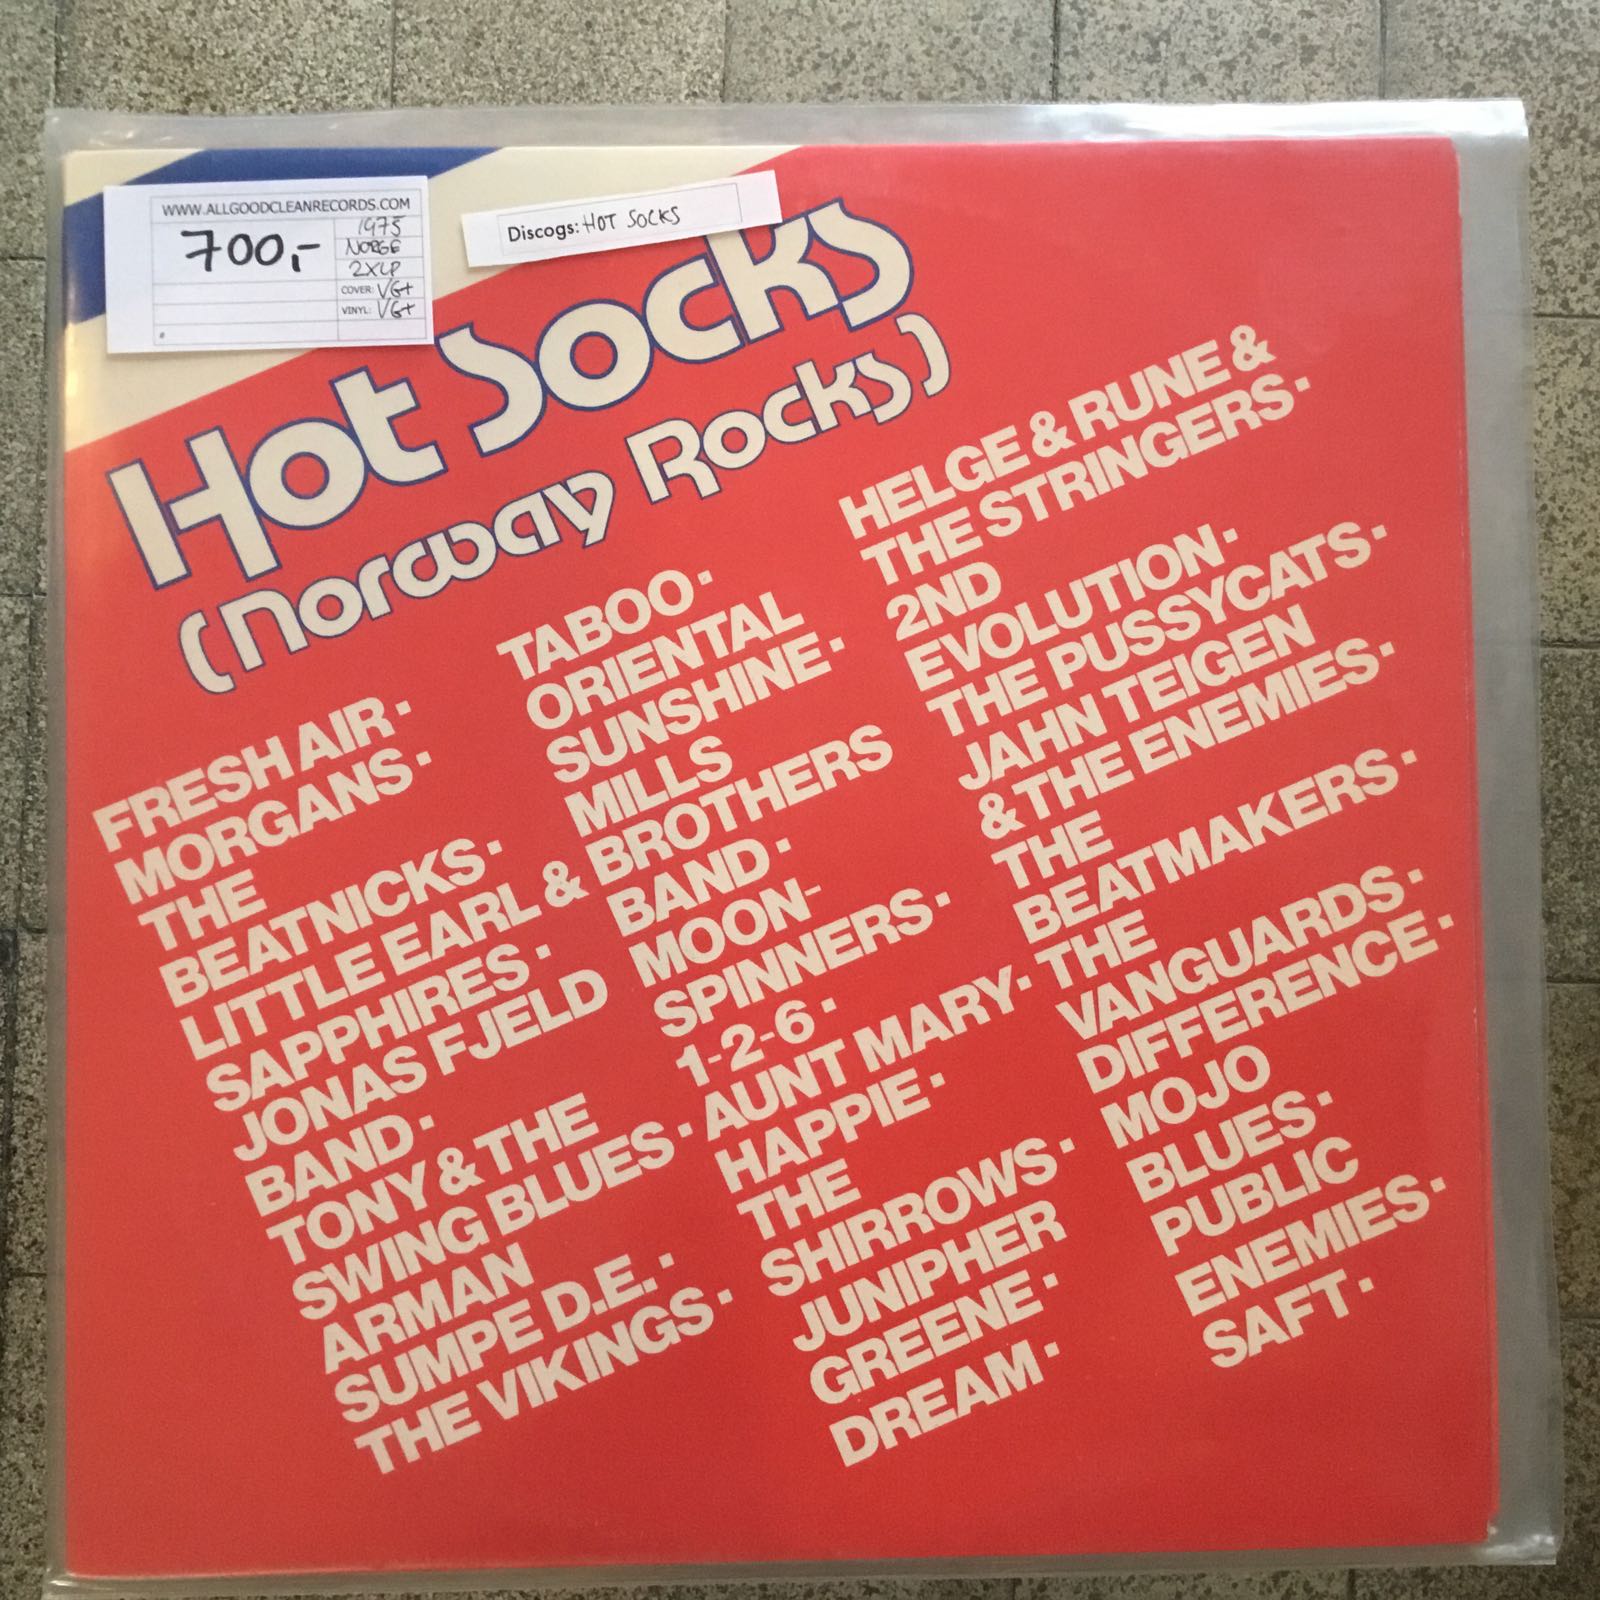 WWW.ALLGOODCLEANRECORDS.COM
700,-
1975
NORGE
2XLP
COVER: VG+
VINYL: VG+
Discogs: HOT SOCKS
Hot Socks
(Norway Rocks)
FRESH AIR·
MORGANS·
THE
BEATNICKS·
LITTLE EARL &
SAPPHIRES·
JONAS FJELD
BAND·
TONY & THE
SWING BLUES·
ARMAN
SUMPE D.E.·
THE VIKINGS·
TABOO·
ORIENTAL
SUNSHINE·
MILLS
BROTHERS
BAND·
MOON-
SPINNERS·
1-2-6·
AUNT MARY·
HAPPIE·
THE
SHIRROWS·
JUNIPHER
GREENE·
DREAM·
HELGE & RUNE &
THE STRINGERS·
2ND
EVOLUTION·
THE PUSSYCATS·
JAHN TEIGEN
& THE ENEMIES·
THE
BEATMAKERS·
THE
VANGUARDS·
DIFFERENCE·
MOJO
BLUES·
PUBLIC
ENEMIES·
SAFT·